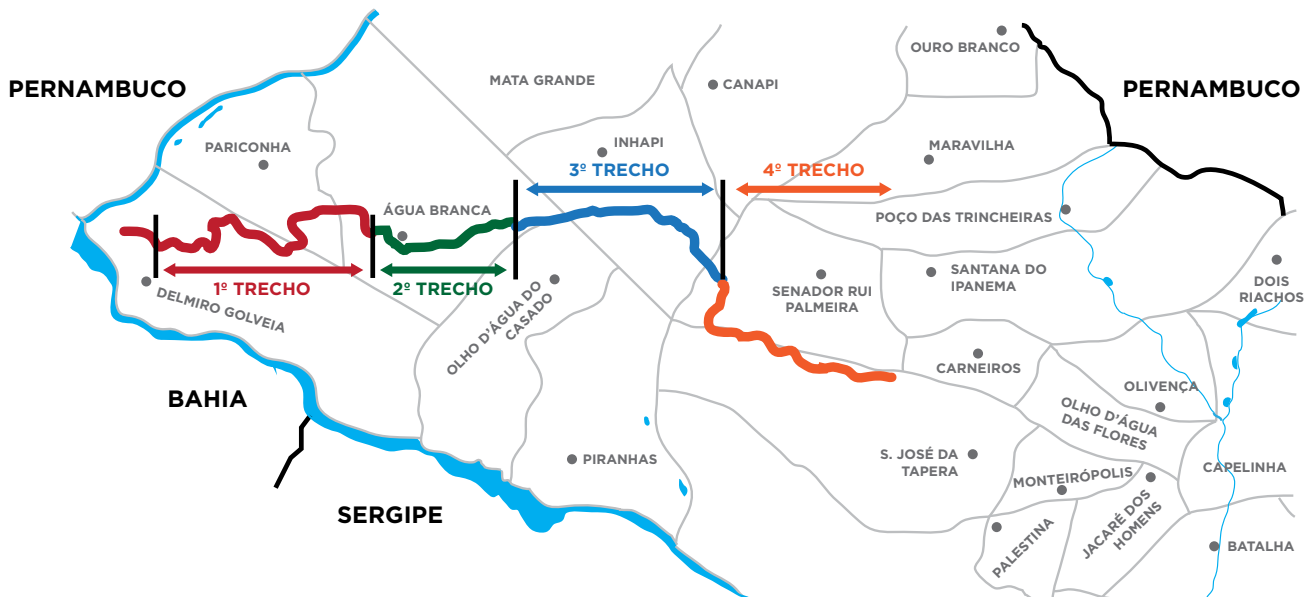 OURO BRANCO
PERNAMBUCO
MATA GRANDE
CANAPI
PERNAMBUCO
PARICONHA
INHAPI
MARAVILHA
3º TRECHO
4º TRECHO
ÁGUA BRANCA
POÇO DAS TRINCHEIRAS
1º TRECHO
2º TRECHO
DELMIRO GOLVEIA
OLHO D'ÁGUA DO
CASADO
SENADOR RUI
PALMEIRA
SANTANA DO
IPANEMA
DOIS
RIACHOS
CARNEIROS
OLIVENÇA
BAHIA
OLHO D'ÁGUA
DAS FLORES
PIRANHAS
S. JOSÉ DA
TAPERA
MONTEIRÓPOLIS
CAPELINHA
SERGIPE
PALESTINA
JACARÉ DOS
HOMENS
BATALHA